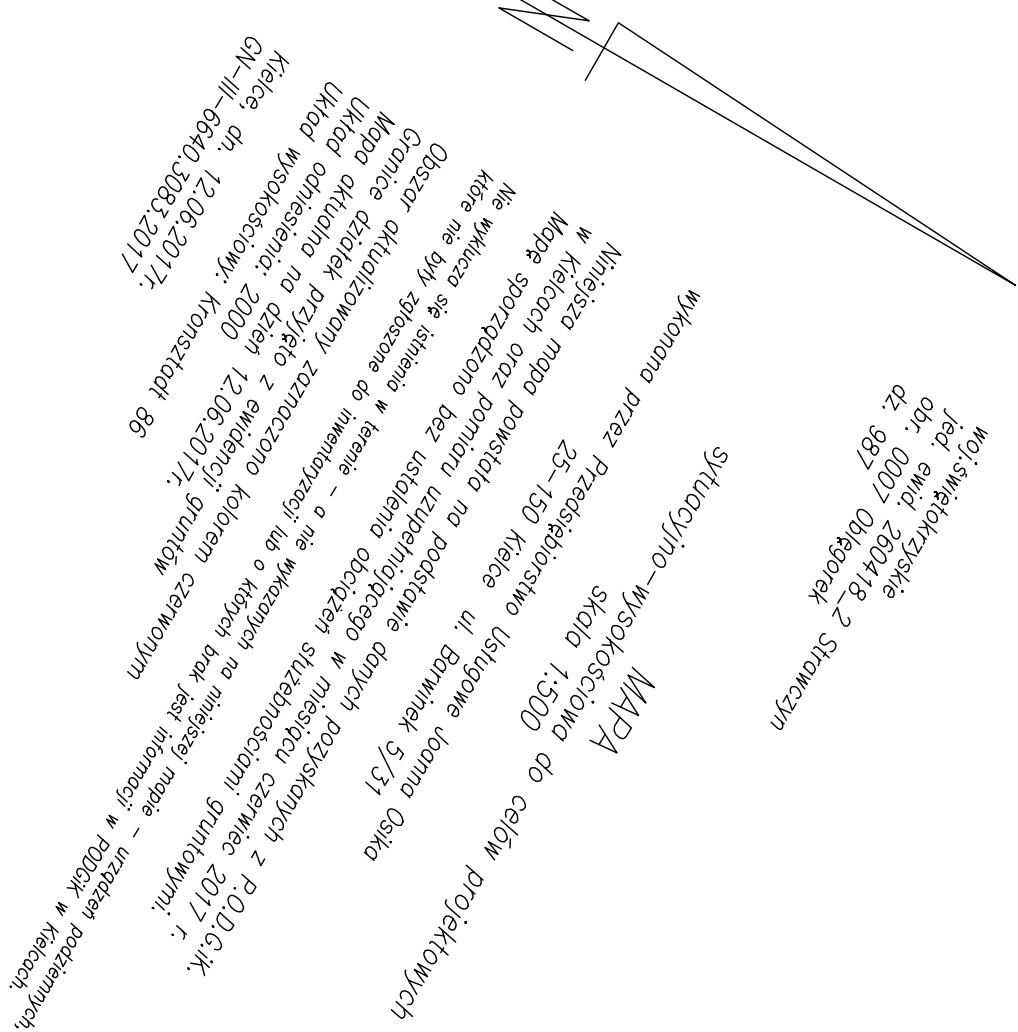 woj.świętokrzyskie
jed. ewid. 260418_2 Strawczyn
obr. 0007 Oblęgorek
dz. 987
MAPA
sytuacyjno-wysokościowa do celów projektowych
skala 1:500
wykonana przez Przedsiębiorstwo Usługowe Joanna Osika
25-150 Kielce ul. Barwinek 5/31
Niniejsza mapa powstała na podstawie danych pozyskanych z P.O.D.G.iK.
w Kielcach oraz pomiaru uzupełniającego w miesiącu czerwiec 2017 r.
Mapę sporządzono bez ustalenia obciążeń służebnościami gruntowymi.
Nie wyklucza się istnienia w terenie - a nie wykazanych na niniejszej mapie - urządzeń podziemnych,
które nie były zgłoszone do inwentaryzacji lub o których brak jest informacji w PODGiK w Kielcach.
Obszar aktualizowany zaznaczono kolorem czerwonym
Granice działek przyjęto z ewidencji gruntów
Mapa aktualna na dzień 12.06.2017r.
Układ odniesienia: 2000
Układ wysokościowy: Kronsztadt 86
Kielce, dn. 12.06.2017r.
GN-III-6640.3083.2017
N